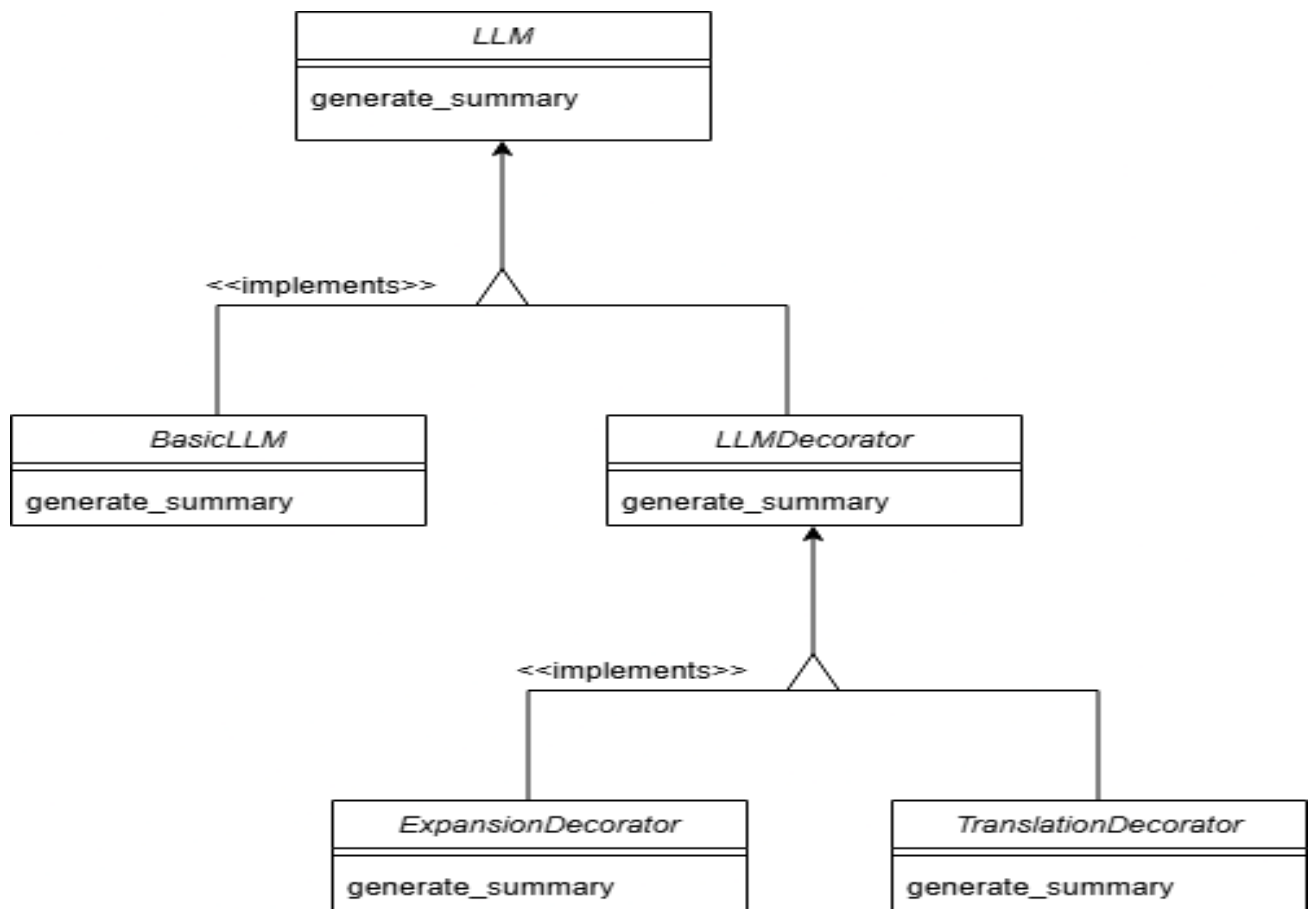 LLM
generate_summary
<<implements>>
BasicLLM
generate_summary
LLMDecorator
generate_summary
<<implements>>
ExpansionDecorator
generate_summary
TranslationDecorator
generate_summary